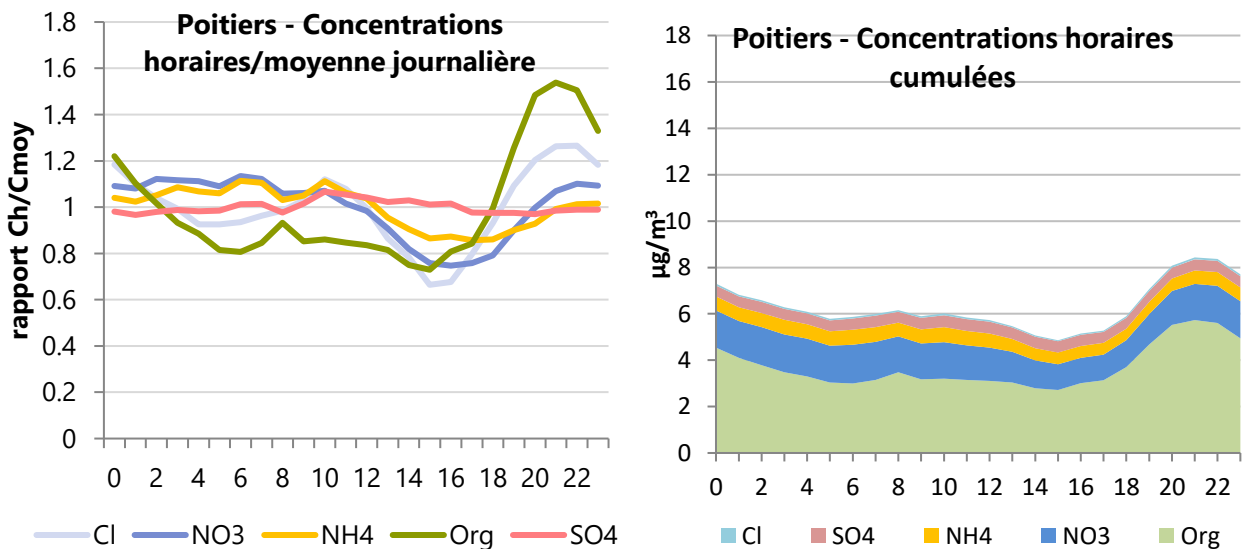 Poitiers - Concentrations
horaires/moyenne journalière
rapport Ch/Cmoy
1.8
1.6
1.4
1.2
1
0.8
0.6
0.4
0.2
0
0 2 4 6 8 10 12 14 16 18 20 22
Cl NO3 NH4 Org SO4
Poitiers - Concentrations horaires
cumulées
µg/m³
18
16
14
12
10
8
6
4
2
0
0 2 4 6 8 10 12 14 16 18 20 22
Cl SO4 NH4 NO3 Org